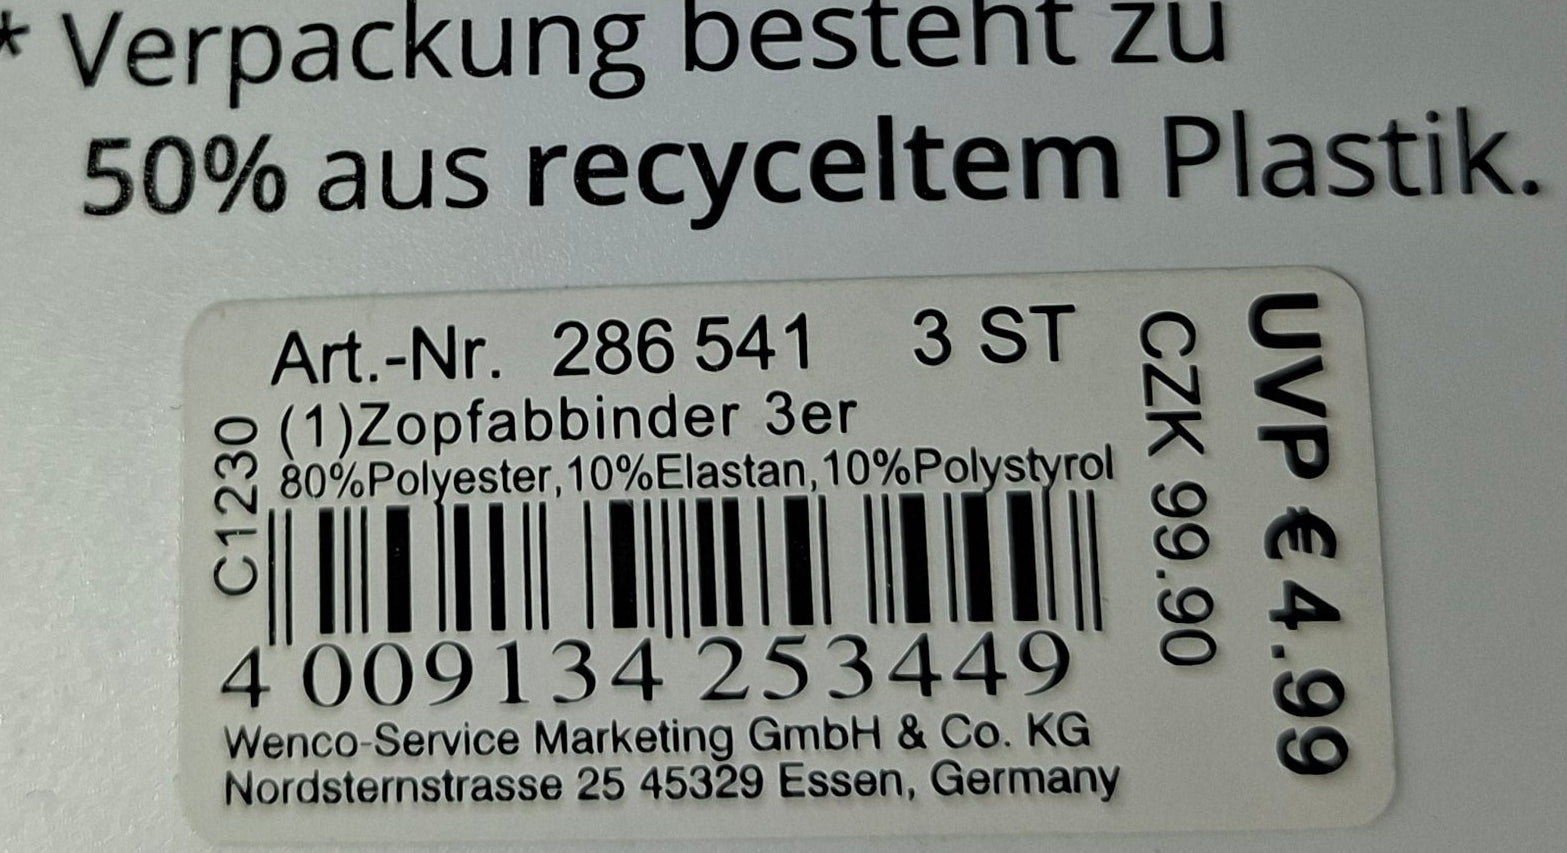 * Verpackung besteht zu
50% aus recyceltem Plastik.
Art.-Nr. 286 541 3 ST
(1)Zopfabbinder 3er
80%Polyester,10%Elastan,10%Polystyrol
C1230
4 009134 253449
Wenco-Service Marketing GmbH & Co. KG
Nordsternstrasse 25 45329 Essen, Germany
CZK 99.90
UVP € 4.99